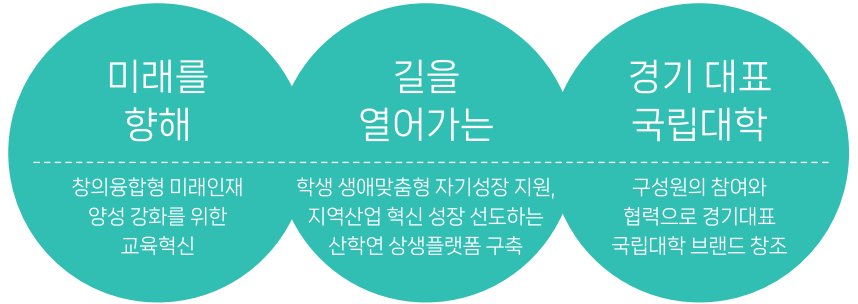 미래를
향해
창의융합형 미래인재
양성 강화를 위한
교육혁신
길을
열어가는
학생 생애맞춤형 자기성장 지원,
지역산업 혁신 성장 선도하는
산학연 상생플랫폼 구축
경기 대표
국립대학
구성원의 참여와
협력으로 경기대표
국립대학 브랜드 창조